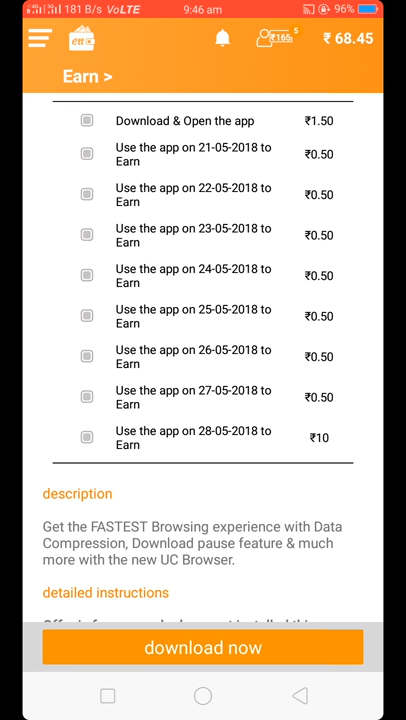 181 B/s VoLTE 9:46 am 96%
ett 5 ₹165 ₹ 68.45
Earn >
Download & Open the app ₹1.50
Use the app on 21-05-2018 to ₹0.50
Earn
Use the app on 22-05-2018 to ₹0.50
Earn
Use the app on 23-05-2018 to ₹0.50
Earn
Use the app on 24-05-2018 to ₹0.50
Earn
Use the app on 25-05-2018 to ₹0.50
Earn
Use the app on 26-05-2018 to ₹0.50
Earn
Use the app on 27-05-2018 to ₹0.50
Earn
Use the app on 28-05-2018 to ₹10
Earn
description
Get the FASTEST Browsing experience with Data
Compression, Download pause feature & much
more with the new UC Browser.
detailed instructions
download now